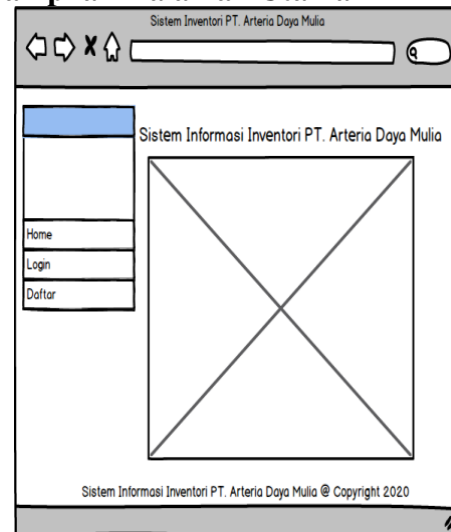 Sistem Inventori PT. Arteria Daya Mulia
Sistem Informasi Inventori PT. Arteria Daya Mulia
Home
Login
Daftar
Sistem Informasi Inventori PT. Arteria Daya Mulia @ Copyright 2020